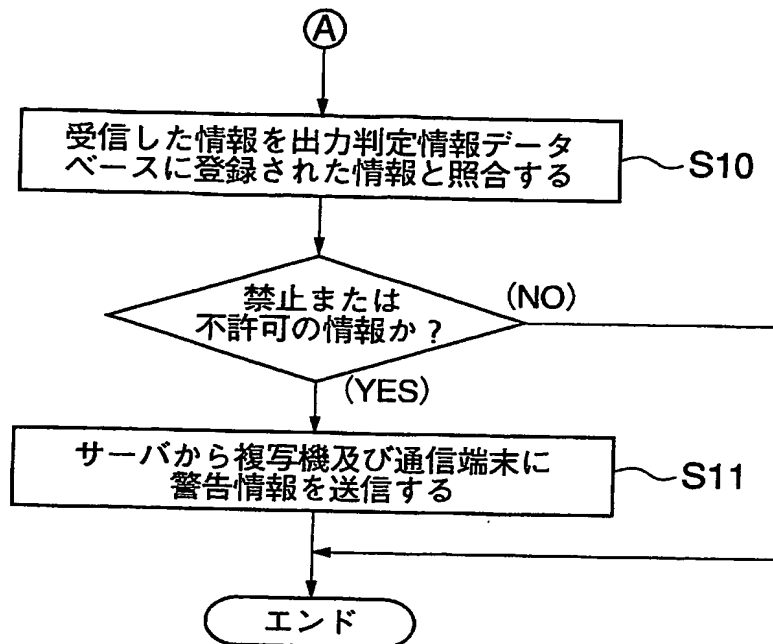 A
受信した情報を出力判定情報データ
ベースに登録された情報と照合する
S10
禁止または
不許可の情報か?
(NO)
(YES)
サーバから複写機及び通信端末に
警告情報を送信する
S11
エンド